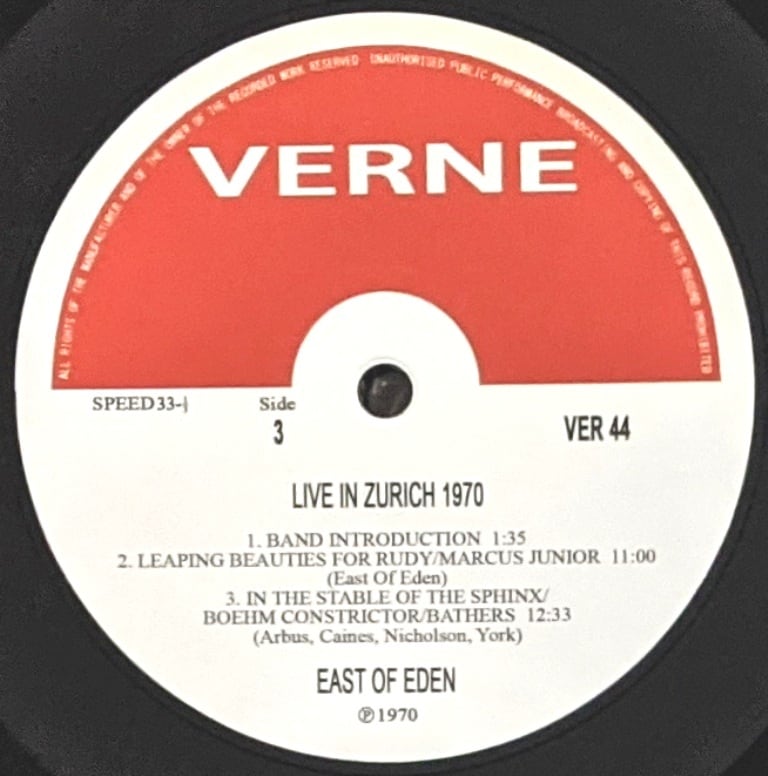 ALL RIGHTS OF THE MANUFACTURER AND OF THE OWNER OF THE RECORDED WORK RESERVED UNAUTHORISED PUBLIC PERFORMANCE BROADCASTING AND COPYING OF THIS RECORD PROHIBITED
VERNE
SPEED 33-⅓ Side
3 VER 44
LIVE IN ZURICH 1970
1. BAND INTRODUCTION 1:35
2. LEAPING BEAUTIES FOR RUDY/MARCUS JUNIOR 11:00
(East Of Eden)
3. IN THE STABLE OF THE SPHINX/
BOEHM CONSTRICTOR/BATHERS 12:33
(Arbus, Caines, Nicholson, York)
EAST OF EDEN
℗ 1970